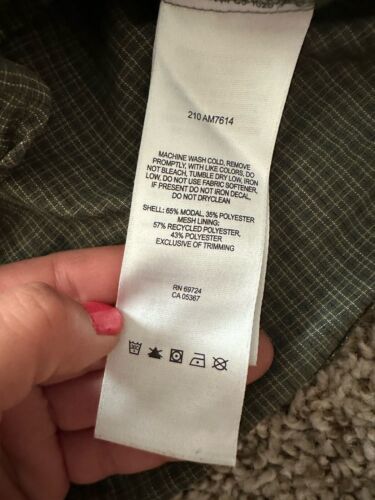 210 AM7614
MACHINE WASH COLD, REMOVE
PROMPTLY, WITH LIKE COLORS, DO
NOT BLEACH, TUMBLE DRY LOW, IRON
LOW, DO NOT USE FABRIC SOFTENER,
IF PRESENT DO NOT IRON DECAL,
DO NOT DRYCLEAN
SHELL: 65% MODAL, 35% POLYESTER
MESH LINING:
57% RECYCLED POLYESTER,
43% POLYESTER
EXCLUSIVE OF TRIMMING
RN 69724
CA 05367